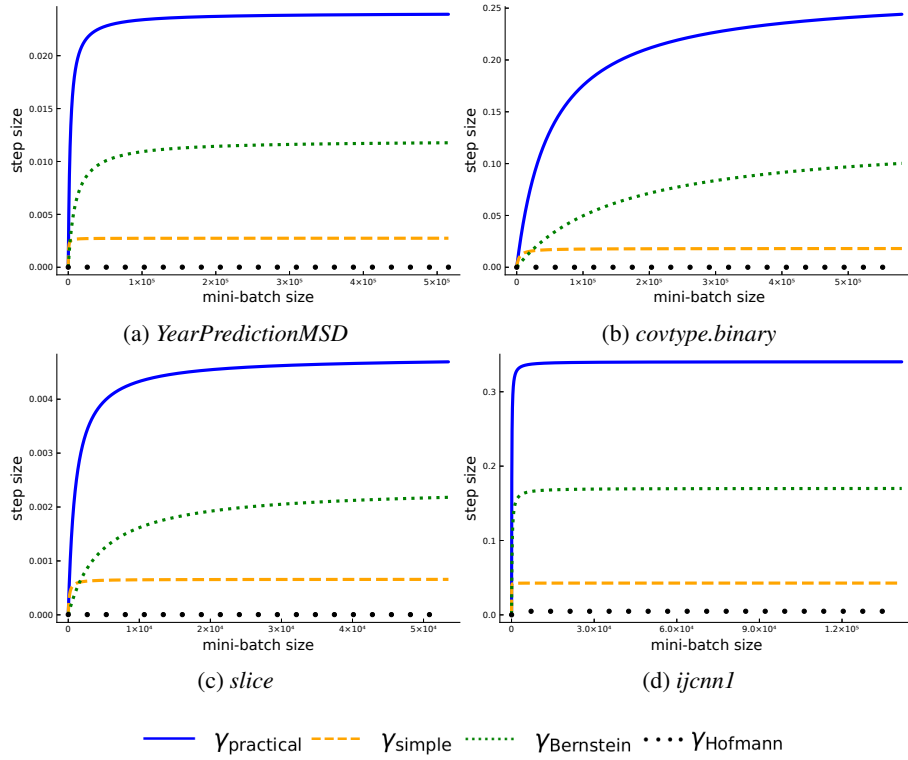 0.020
0.015
0.010
0.005
0.000
step size
0 1×10⁵ 2×10⁵ 3×10⁵ 4×10⁵ 5×10⁵
mini-batch size
(a) YearPredictionMSD
0.25
0.20
0.15
0.10
0.05
0.00
step size
0 1×10⁵ 2×10⁵ 3×10⁵ 4×10⁵ 5×10⁵
mini-batch size
(b) covtype.binary
0.004
0.003
0.002
0.001
0.000
step size
0 1×10⁴ 2×10⁴ 3×10⁴ 4×10⁴ 5×10⁴
mini-batch size
(c) slice
0.3
0.2
0.1
0.0
step size
0 3.0×10⁴ 6.0×10⁴ 9.0×10⁴ 1.2×10⁵
mini-batch size
(d) ijcnn1
γpractical γsimple γBernstein γHofmann